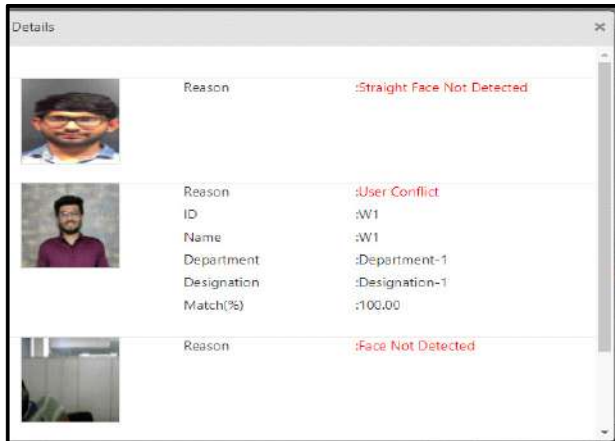 Details ×
Reason :Straight Face Not Detected
Reason :User Conflict
ID :W1
Name :W1
Department :Department-1
Designation :Designation-1
Match(%) :100.00
Reason :Face Not Detected